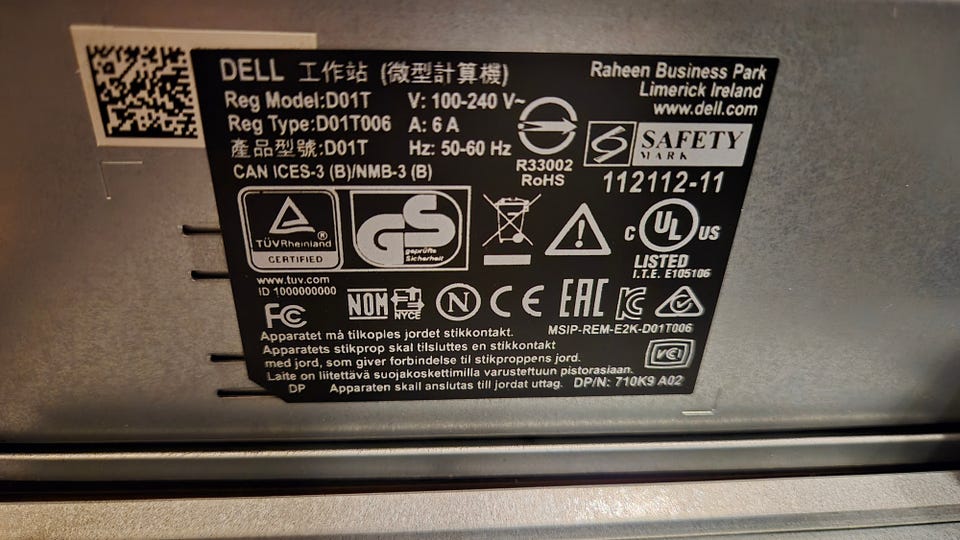 DELL 工作站 (微型計算機)
Reg Model:D01T V: 100-240 V~
Reg Type:D01T006 A: 6 A
產品型號:D01T Hz: 50-60 Hz
CAN ICES-3 (B)/NMB-3 (B)
R33002
RoHS
Raheen Business Park
Limerick Ireland
www.dell.com
SAFETY
MARK
112112-11
TÜVRheinland ®
CERTIFIED
GS
geprüfte
Sicherheit
C UL US
LISTED
I.T.E. E105106
www.tuv.com
ID 1000000000
FC
NOM
NYCE
N
CE
EAC
MSIP-REM-E2K-D01T006
VCI
Apparatet må tilkoples jordet stikkontakt.
Apparatets stikprop skal tilsluttes en stikkontakt
med jord, som giver forbindelse til stikproppens jord.
Laite on liitettävä suojakoskettimilla varusteftuun pistorasiaan.
DP Apparaten skall anslutas till jordat uttag. DP/N: 710K9 A02